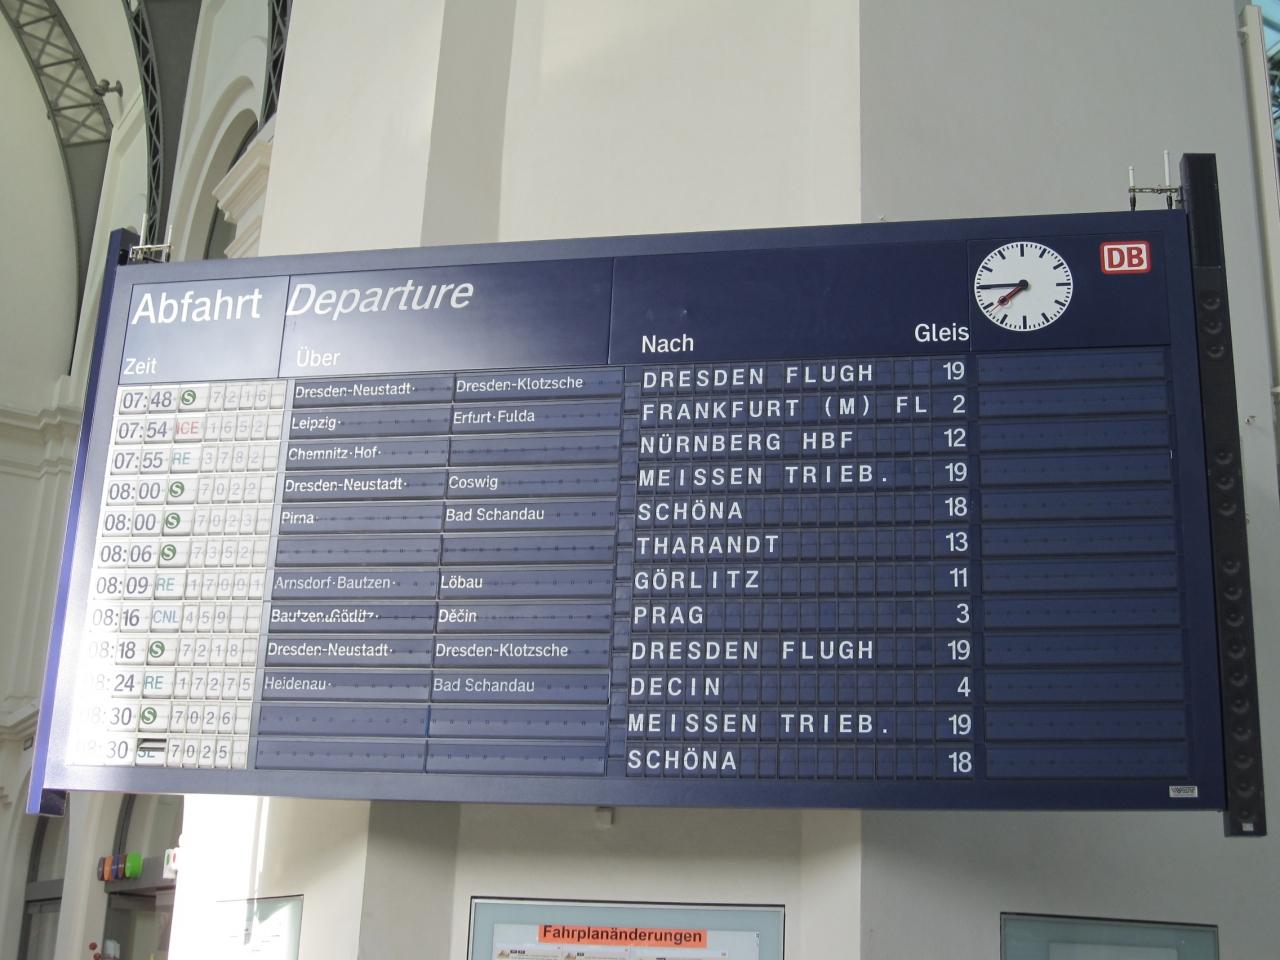 Abfahrt Departure
DB
Zeit Über Nach Gleis
07:48 S 7216 Dresden-Neustadt· Dresden-Klotzsche DRESDEN FLUGH 19
07:54 ICE 1652 Leipzig· Erfurt·Fulda FRANKFURT (M) FL 2
07:55 RE 3782 Chemnitz·Hof· NÜRNBERG HBF 12
08:00 S 7022 Dresden-Neustadt· Coswig MEISSEN TRIEB. 19
08:00 S 7023 Pirna Bad Schandau SCHÖNA 18
08:06 S 7352 THARANDT 13
08:09 RE 17001 Arnsdorf·Bautzen· Löbau GÖRLITZ 11
08:16 CNL 459 Děčín PRAG 3
08:18 S 7218 Dresden-Neustadt· Dresden-Klotzsche DRESDEN FLUGH 19
08:24 RE 17275 Heidenau· Bad Schandau DECIN 4
08:30 S 7026 MEISSEN TRIEB. 19
08:30 7025 SCHÖNA 18
Fahrplanänderungen